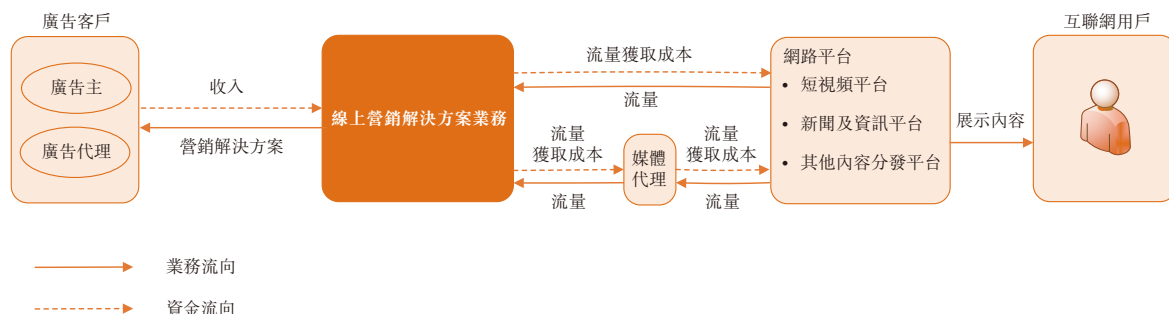 廣告客戶
廣告主
廣告代理
收入
營銷解決方案
線上營銷解決方案業務
流量獲取成本
流量
流量
獲取成本
流量
媒體
代理
流量
獲取成本
流量
網路平台
• 短視頻平台
• 新聞及資訊平台
• 其他內容分發平台
展示內容
互聯網用戶
業務流向
資金流向